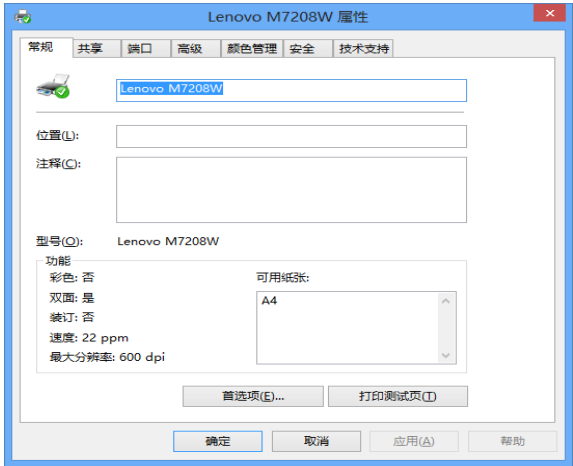 Lenovo M7208W 属性
常规 共享 端口 高级 颜色管理 安全 技术支持
Lenovo M7208W
位置(L):
注释(C):
型号(O): Lenovo M7208W
功能
彩色: 否 可用纸张:
双面: 是 A4
装订: 否
速度: 22 ppm
最大分辨率: 600 dpi
首选项(E)... 打印测试页(T)
确定 取消 应用(A) 帮助